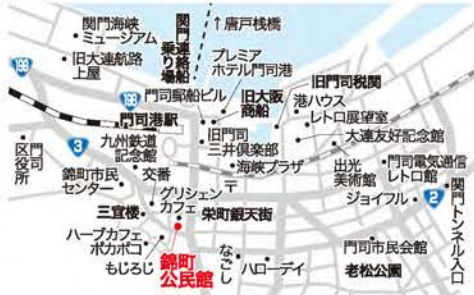 関門海峡
ミュージアム
旧大連航路
上屋
関門連絡船
乗り場
↑唐戸桟橋
プレミア
ホテル門司港
198
198
門司郵船ビル
旧大阪
商船
旧門司税関
港ハウス
レトロ展望室
門司港駅
3
九州鉄道
記念館
旧門司
三井倶楽部
大連友好記念館
門司
区役所
錦町市民
センター
交番
海峡プラザ
出光
美術館
門司電気通信
レトロ館
グリシェン
カフェ
〒
三宜楼
栄町銀天街
ジョイフル
2
関門トンネル入口
ハーブカフェ
ポカポコ
もじろじ
錦町
公民館
なごし
ハローデイ
門司市民会館
老松公園